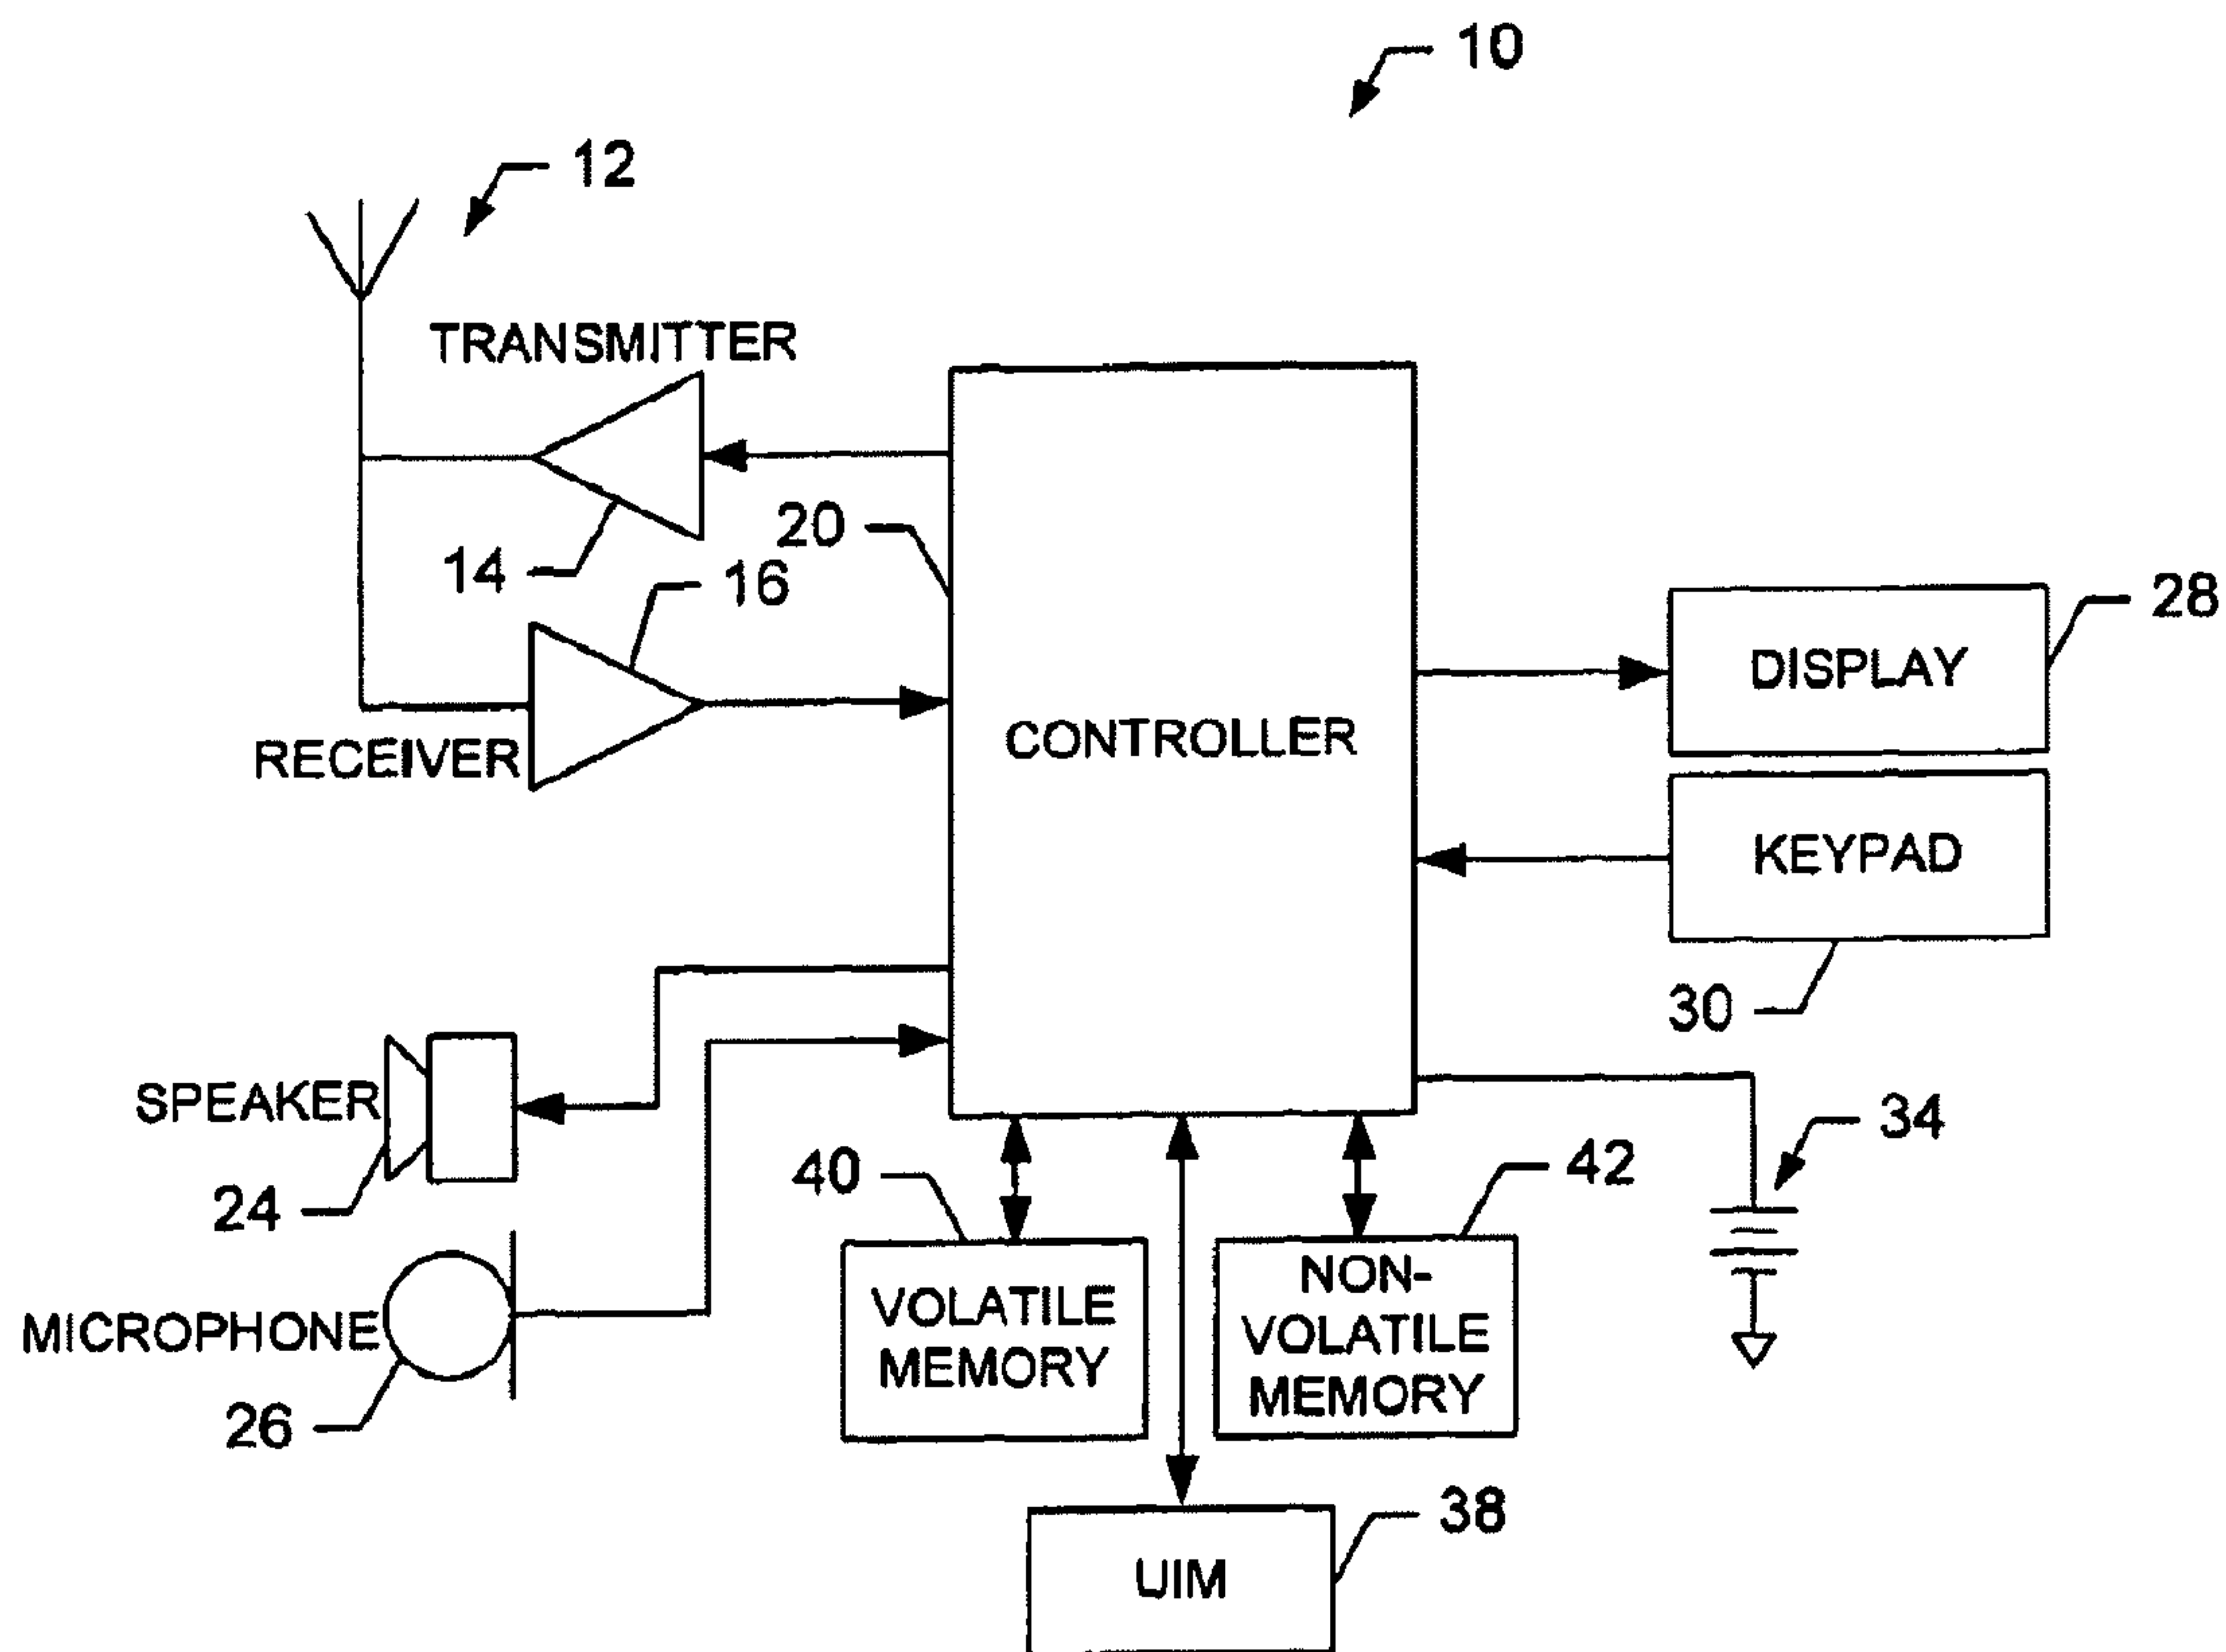 10
12
TRANSMITTER
14
16
20
RECEIVER
CONTROLLER
DISPLAY
28
KEYPAD
30
SPEAKER
24
MICROPHONE
26
40
VOLATILE
MEMORY
42
NON-
VOLATILE
MEMORY
34
UIM
38